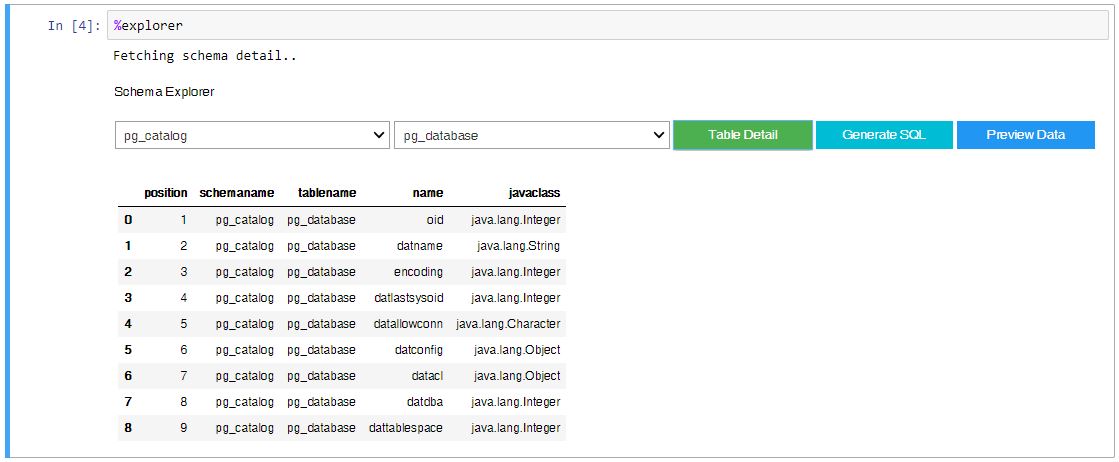 In [4]: %explorer
Fetching schema detail..
Schema Explorer
pg_catalog pg_database Table Detail Generate SQL Preview Data
position schemaname tablename name javaclass
0 1 pg_catalog pg_database oid java.lang.Integer
1 2 pg_catalog pg_database datname java.lang.String
2 3 pg_catalog pg_database encoding java.lang.Integer
3 4 pg_catalog pg_database datlastsysoid java.lang.Integer
4 5 pg_catalog pg_database datallowconn java.lang.Character
5 6 pg_catalog pg_database datconfig java.lang.Object
6 7 pg_catalog pg_database datacl java.lang.Object
7 8 pg_catalog pg_database datdba java.lang.Integer
8 9 pg_catalog pg_database dattablespace java.lang.Integer